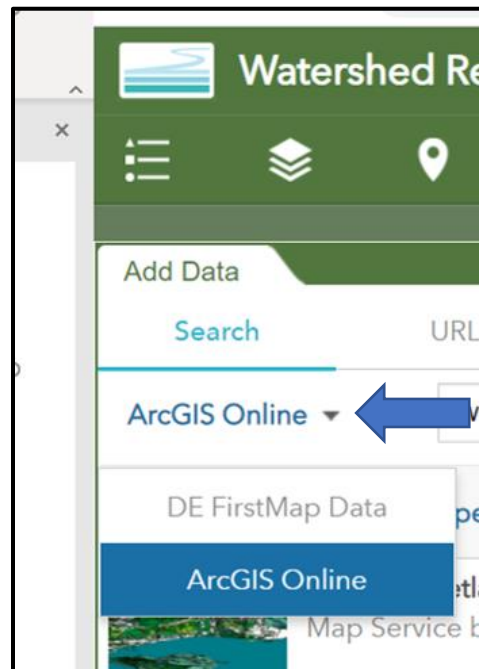 Watershed Re
Add Data
Search URL
ArcGIS Online
DE FirstMap Data
ArcGIS Online
Map Service b